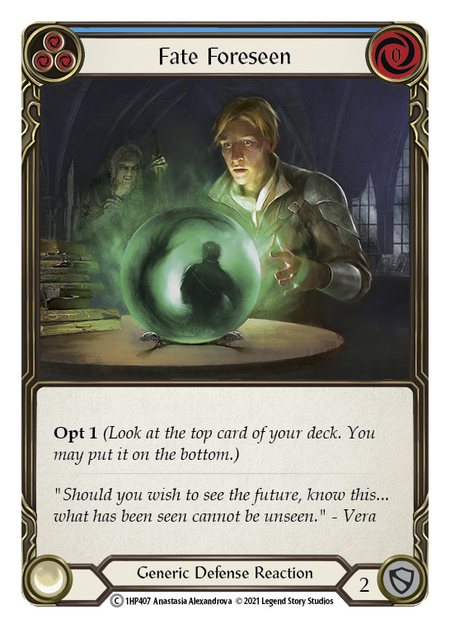 Fate Foreseen
0
Opt 1 (Look at the top card of your deck. You
may put it on the bottom.)
"Should you wish to see the future, know this...
what has been seen cannot be unseen." - Vera
Generic Defense Reaction
2
C 1HP407 Anastasia Alexandrova © 2021 Legend Story Studios